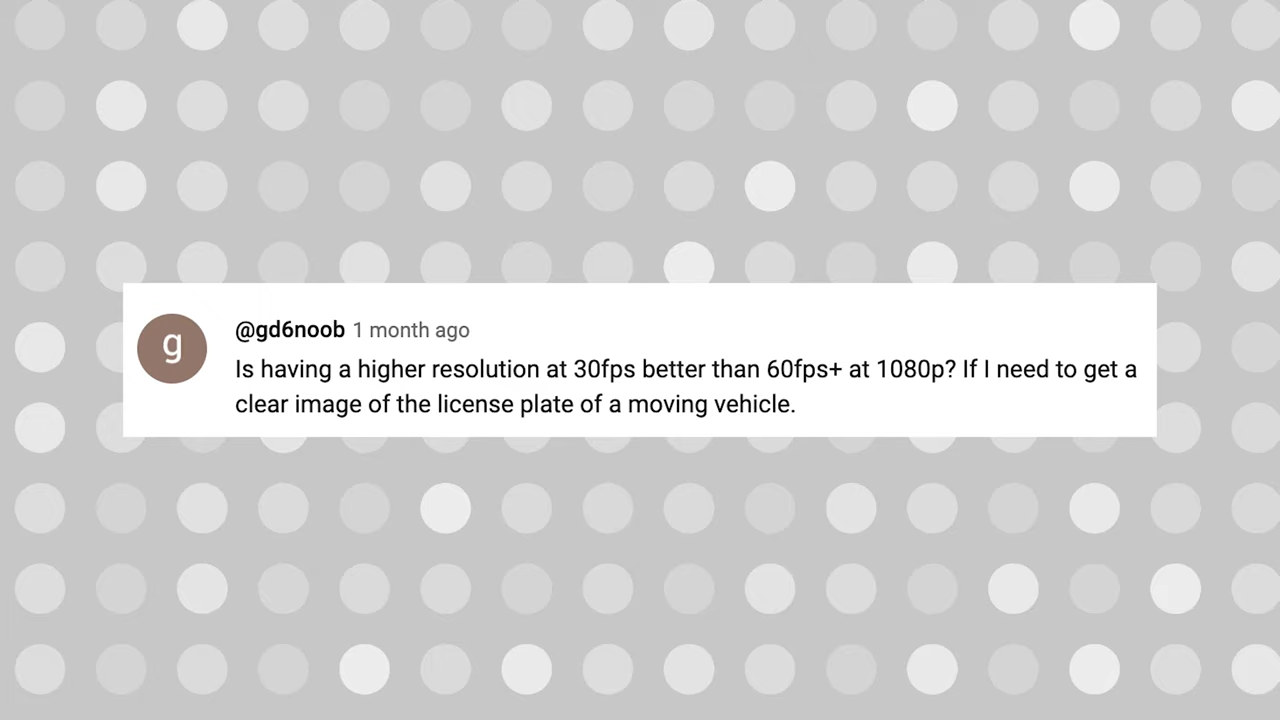 g
@gd6noob 1 month ago
Is having a higher resolution at 30fps better than 60fps+ at 1080p? If I need to get a
clear image of the license plate of a moving vehicle.